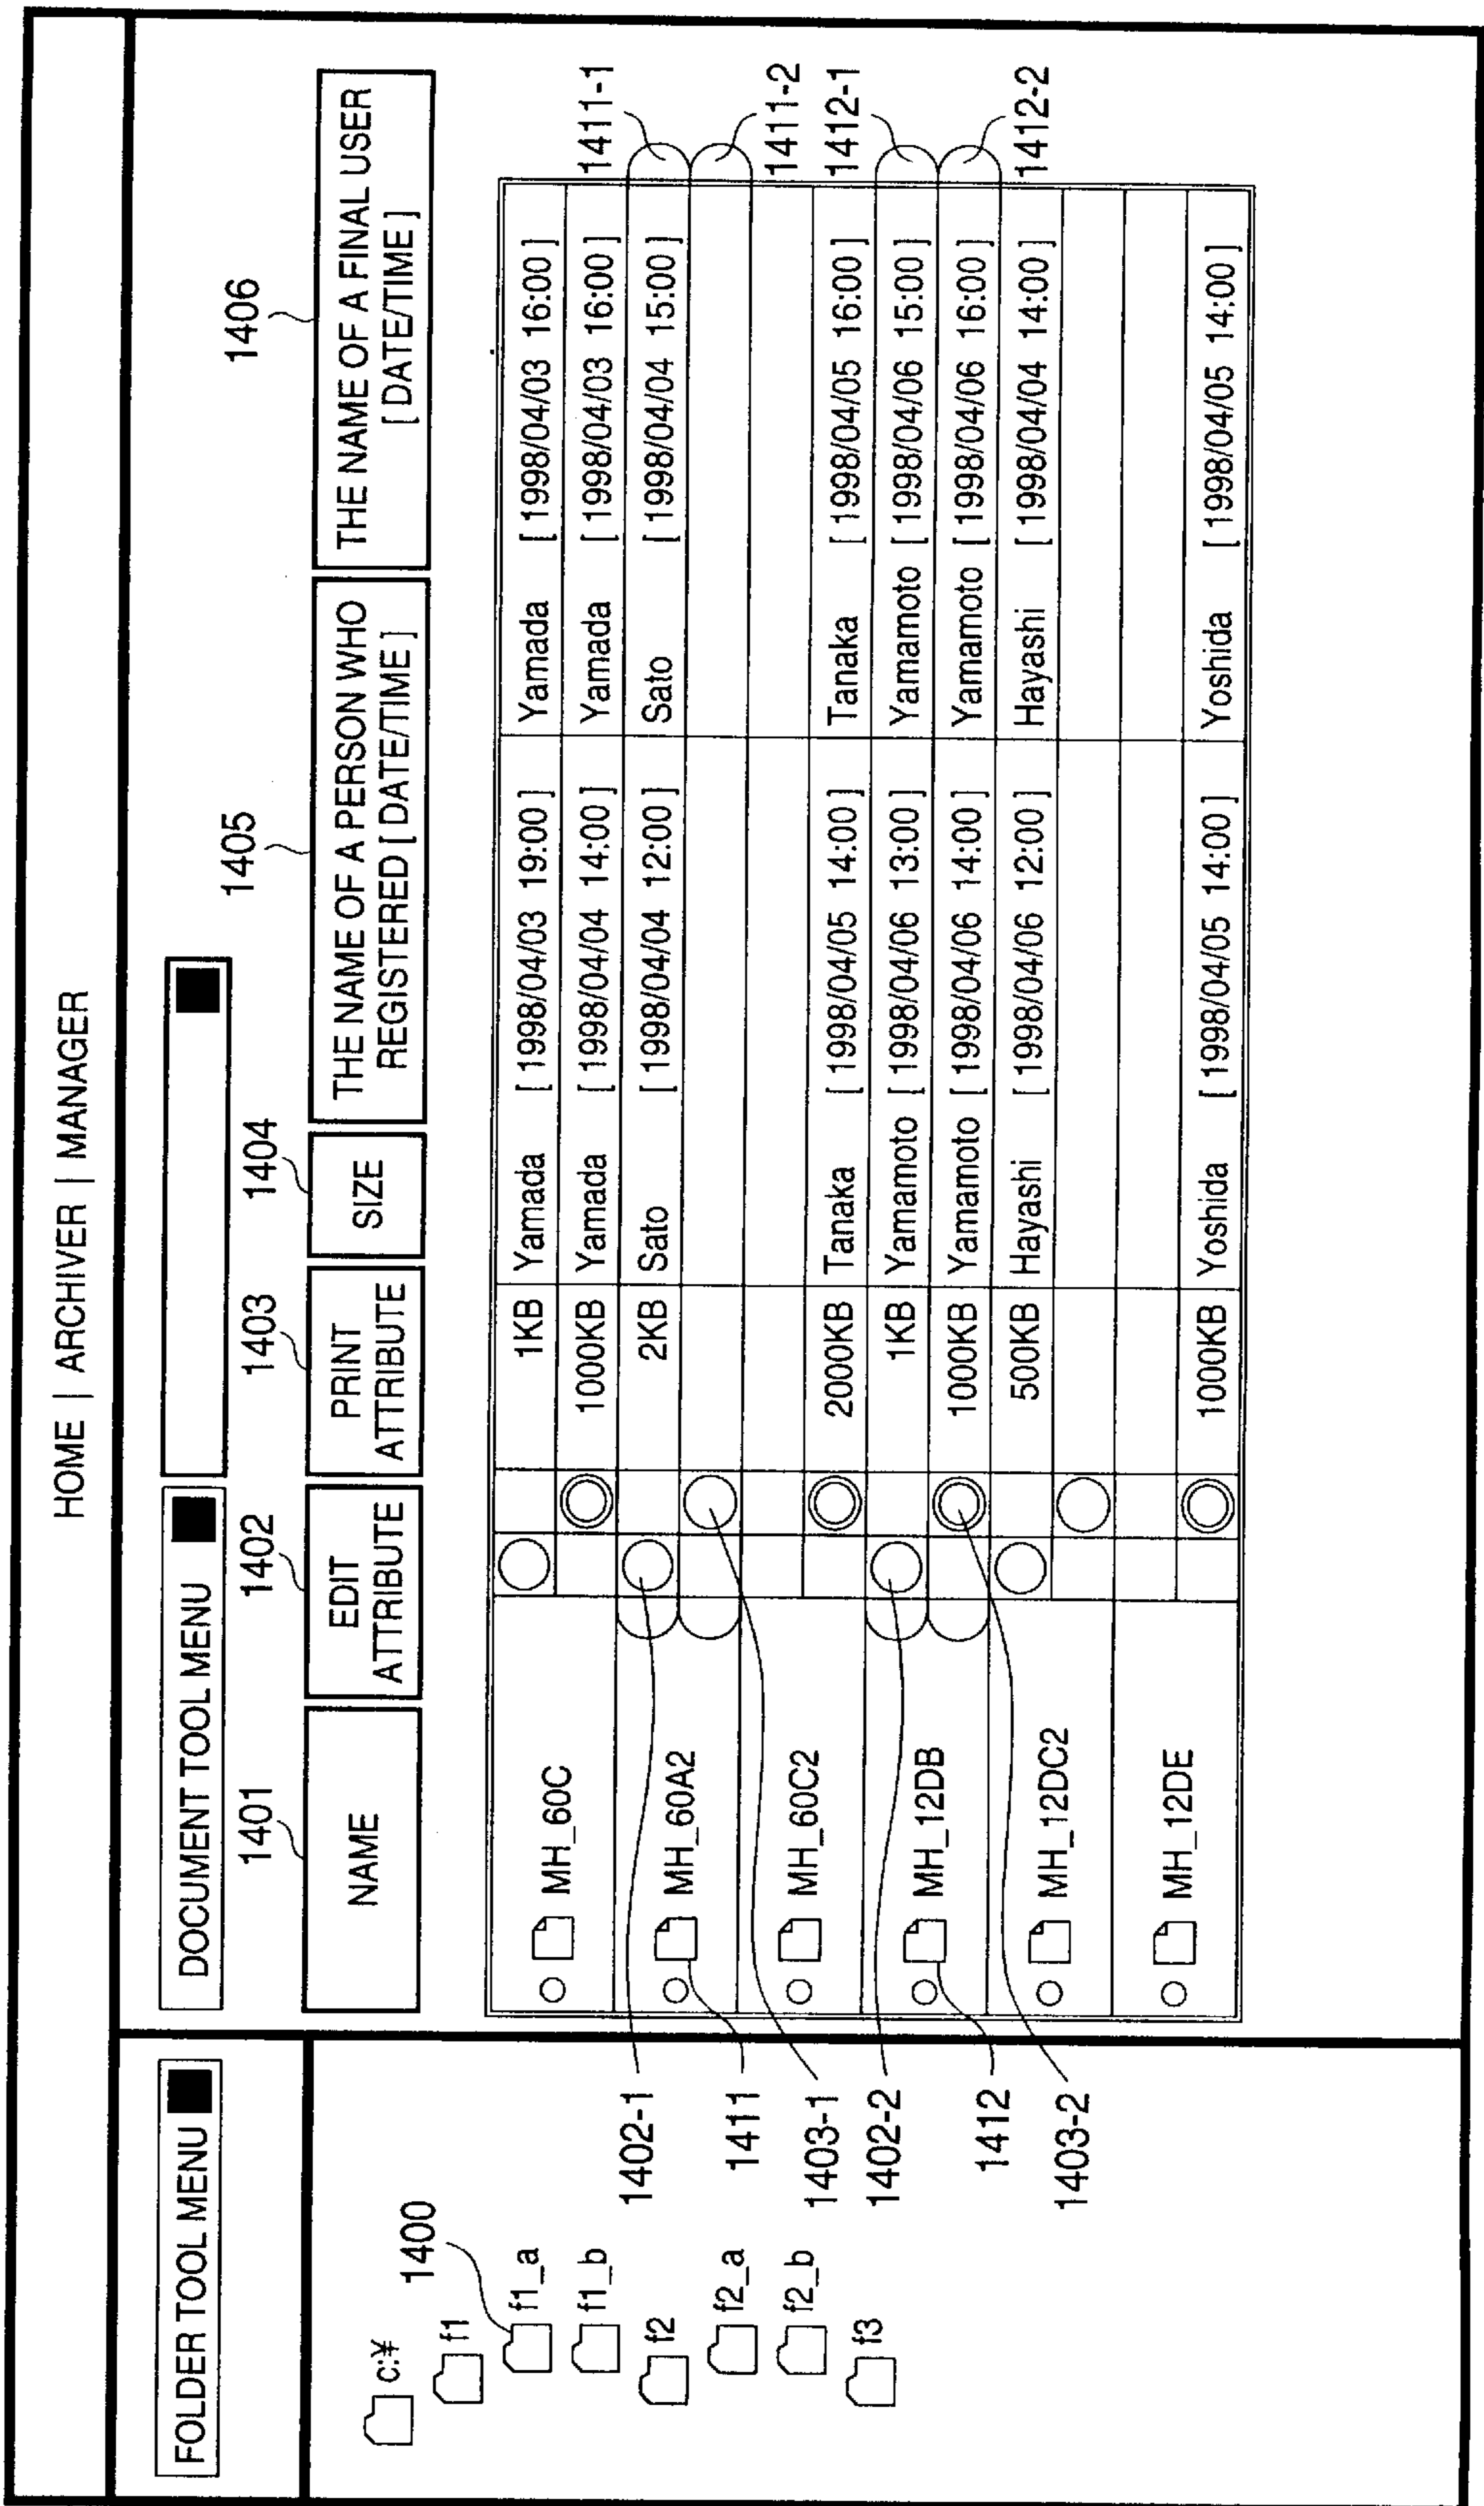 HOME | ARCHIVER | MANAGER
FOLDER TOOL MENU
DOCUMENT TOOL MENU
1401
1402
1403
1404
1405
1406
NAME
EDIT
ATTRIBUTE
PRINT
ATTRIBUTE
SIZE
THE NAME OF A PERSON WHO
REGISTERED [ DATE/TIME ]
THE NAME OF A FINAL USER
[ DATE/TIME ]
1400
c:¥
f1
f1_a
f1_b
f2
f2_a
f2_b
f3
MH_60C
1KB Yamada [ 1998/04/03 19:00 ] Yamada [ 1998/04/03 16:00 ]
1000KB Yamada [ 1998/04/04 14:00 ] Yamada [ 1998/04/03 16:00 ]
MH_60A2
2KB Sato [ 1998/04/04 12:00 ] Sato [ 1998/04/04 15:00 ]
MH_60C2
2000KB Tanaka [ 1998/04/05 14:00 ] Tanaka [ 1998/04/05 16:00 ]
MH_12DB
1KB Yamamoto [ 1998/04/06 13:00 ] Yamamoto [ 1998/04/06 15:00 ]
1000KB Yamamoto [ 1998/04/06 14:00 ] Yamamoto [ 1998/04/06 16:00 ]
MH_12DC2
500KB Hayashi [ 1998/04/06 12:00 ] Hayashi [ 1998/04/04 14:00 ]
MH_12DE
1000KB Yoshida [ 1998/04/05 14:00 ] Yoshida [ 1998/04/05 14:00 ]
1402-1
1411
1403-1
1402-2
1412
1403-2
1411-1
1411-2
1412-1
1412-2